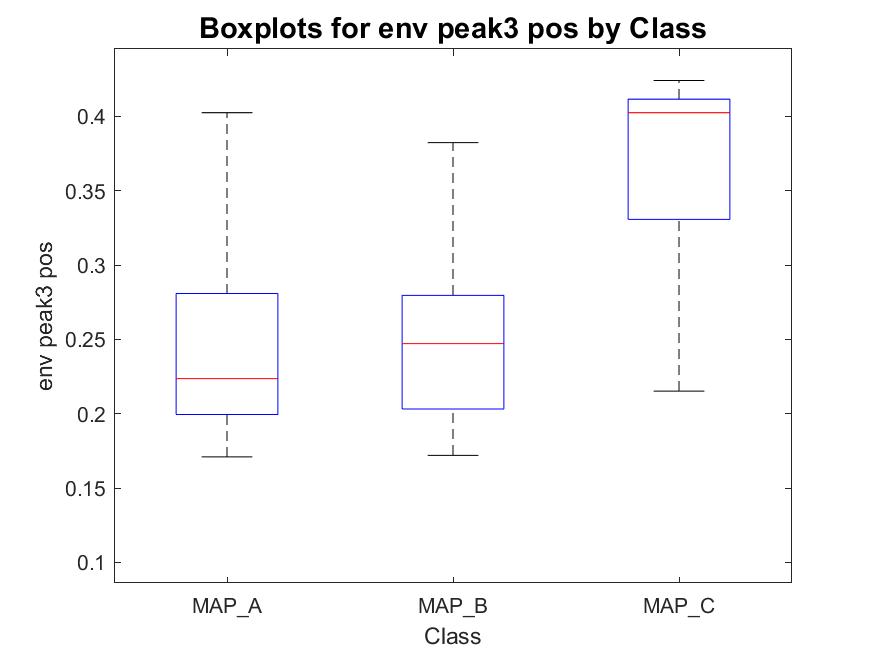 Boxplots for env peak3 pos by Class
env peak3 pos
0.4
0.35
0.3
0.25
0.2
0.15
0.1
MAP_A MAP_B MAP_C
Class